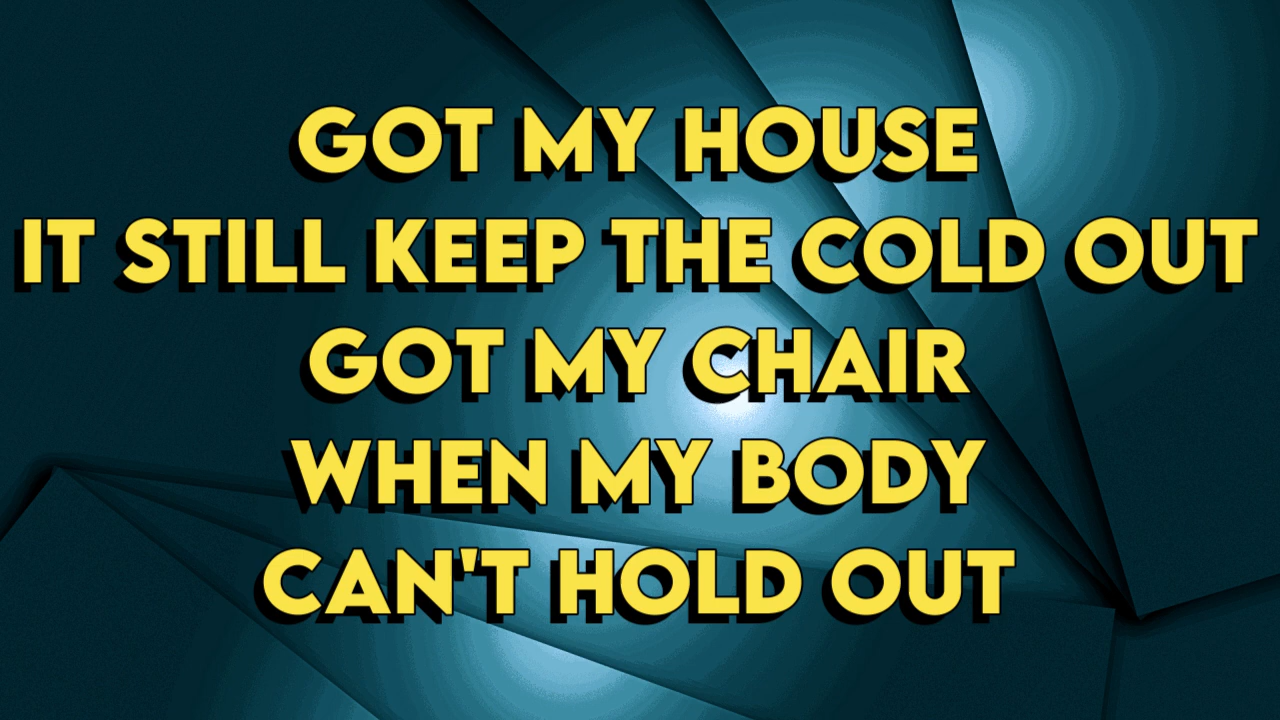 GOT MY HOUSE
IT STILL KEEP THE COLD OUT
GOT MY CHAIR
WHEN MY BODY
CAN'T HOLD OUT